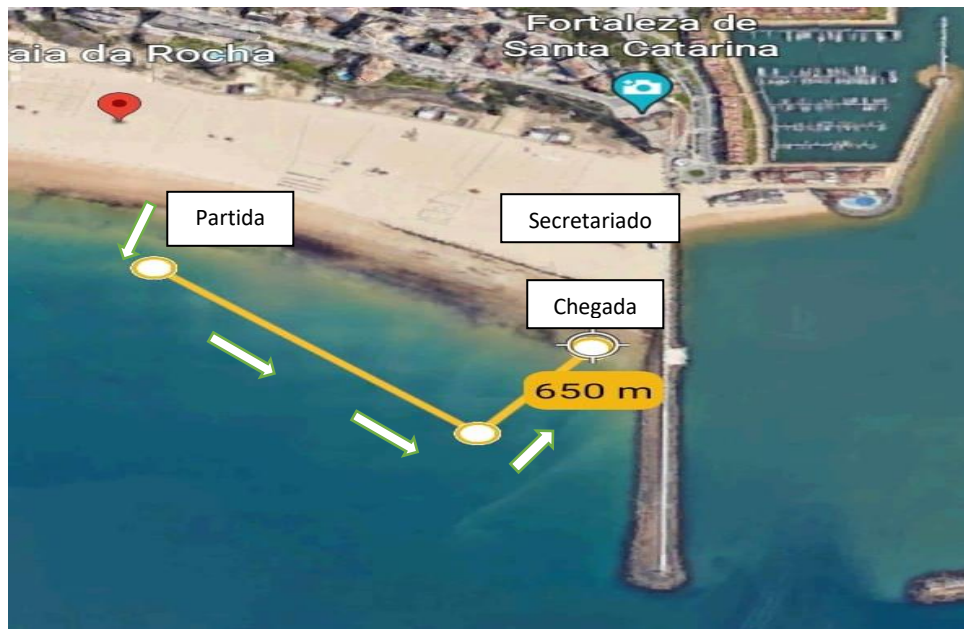 Fortaleza de
Santa Catarina
aia da Rocha
Partida
Secretariado
Chegada
650 m